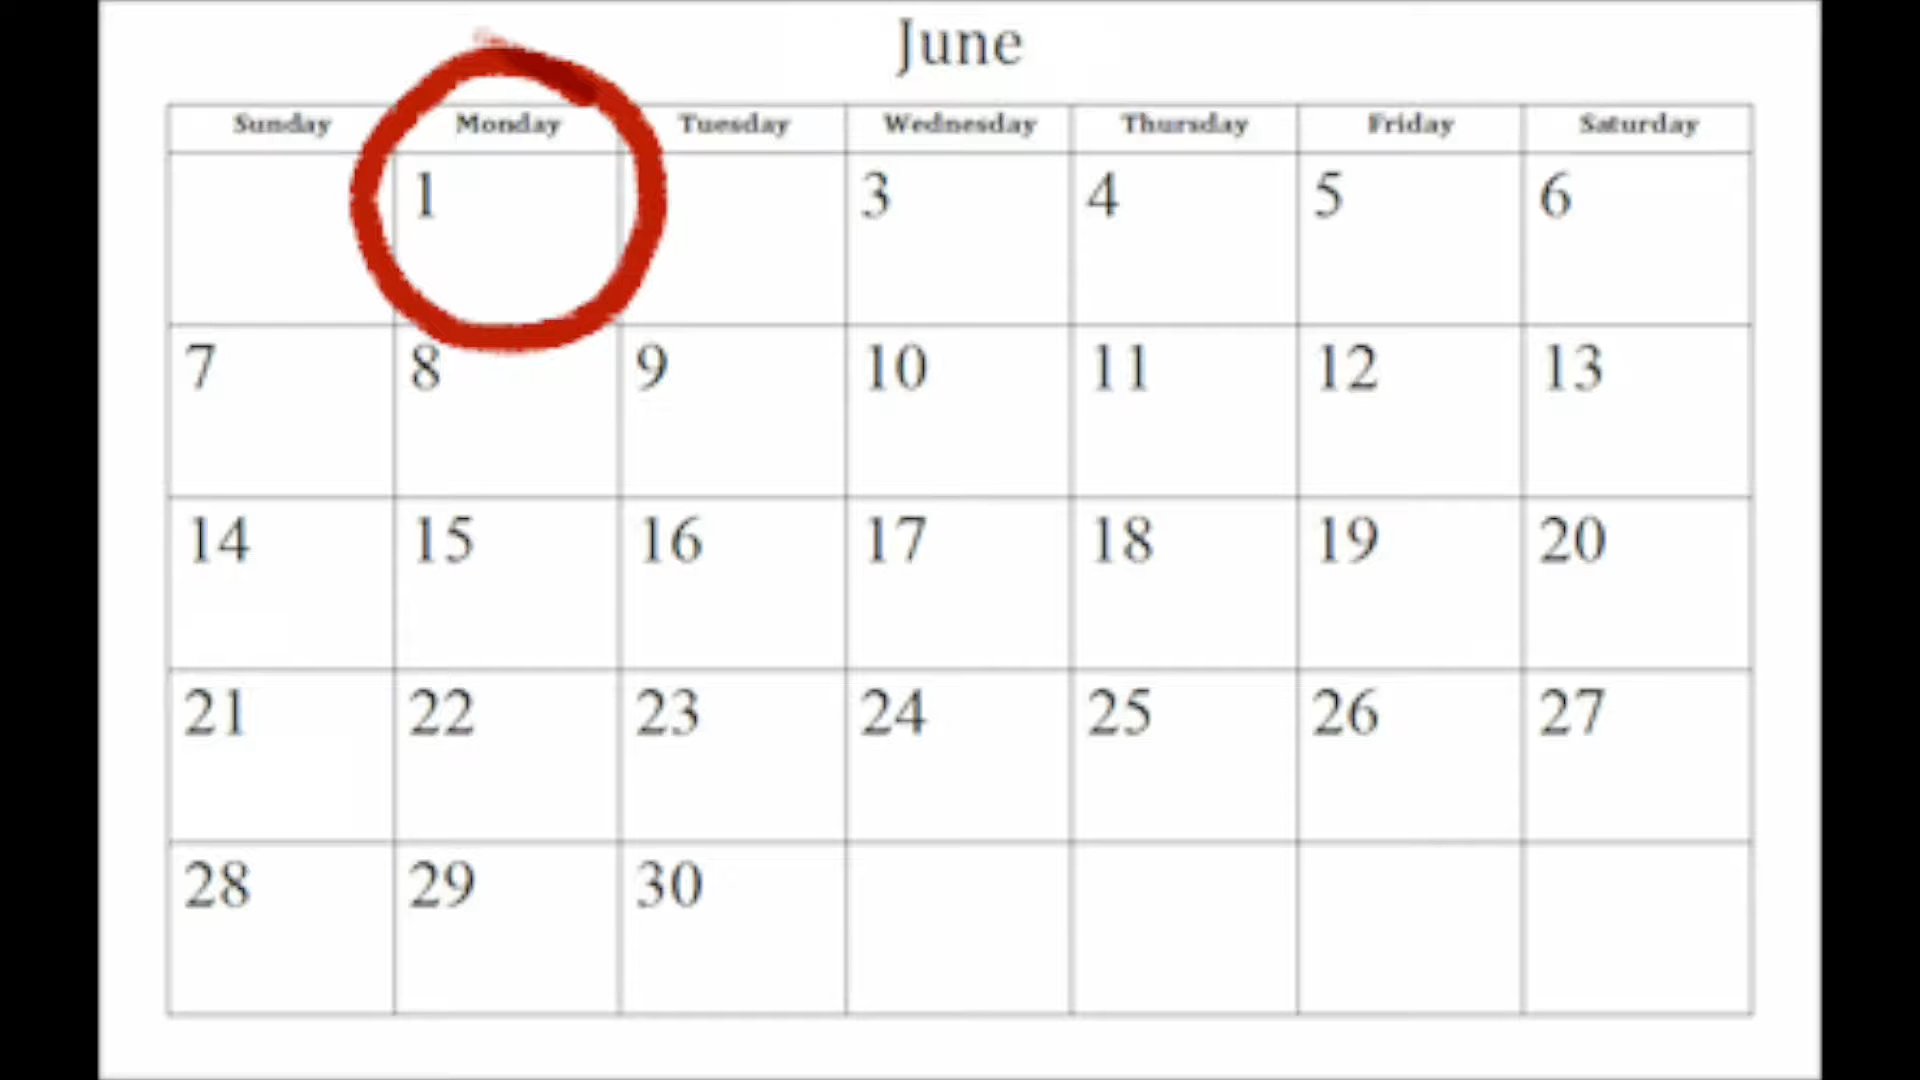 June
Sunday Monday Tuesday Wednesday Thursday Friday Saturday
1 3 4 5 6
7 8 9 10 11 12 13
14 15 16 17 18 19 20
21 22 23 24 25 26 27
28 29 30